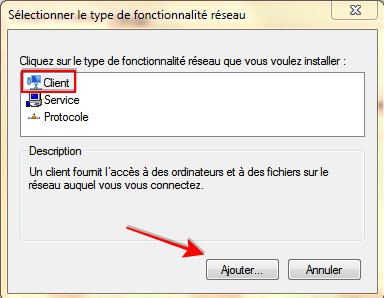 Sélectionner le type de fonctionnalité réseau
Cliquez sur le type de fonctionnalité réseau que vous voulez installer :
Client
Service
Protocole
Description
Un client fournit l'accès à des ordinateurs et à des fichiers sur le
réseau auquel vous vous connectez.
Ajouter...
Annuler